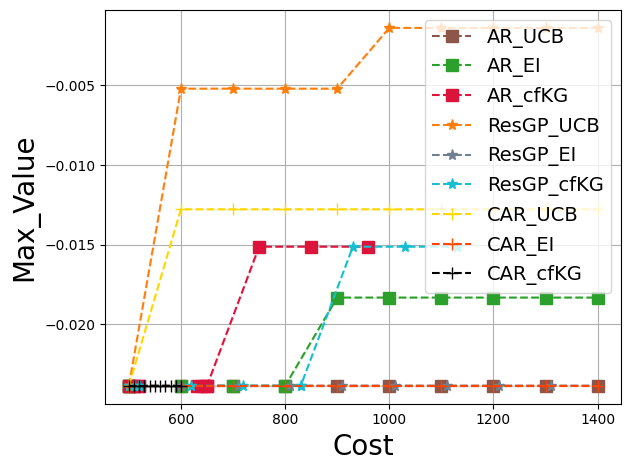 Max_Value
−0.005
−0.010
−0.015
−0.020
AR_UCB
AR_EI
AR_cfKG
ResGP_UCB
ResGP_EI
ResGP_cfKG
CAR_UCB
CAR_EI
CAR_cfKG
600 800 1000 1200 1400
Cost